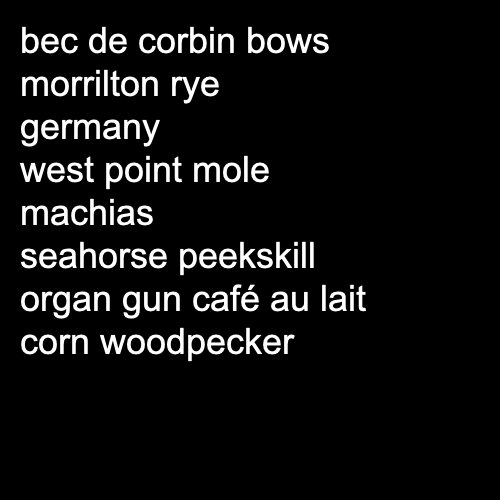 bec de corbin bows
morrilton rye
germany
west point mole
machias
seahorse peekskill
organ gun café au lait
corn woodpecker